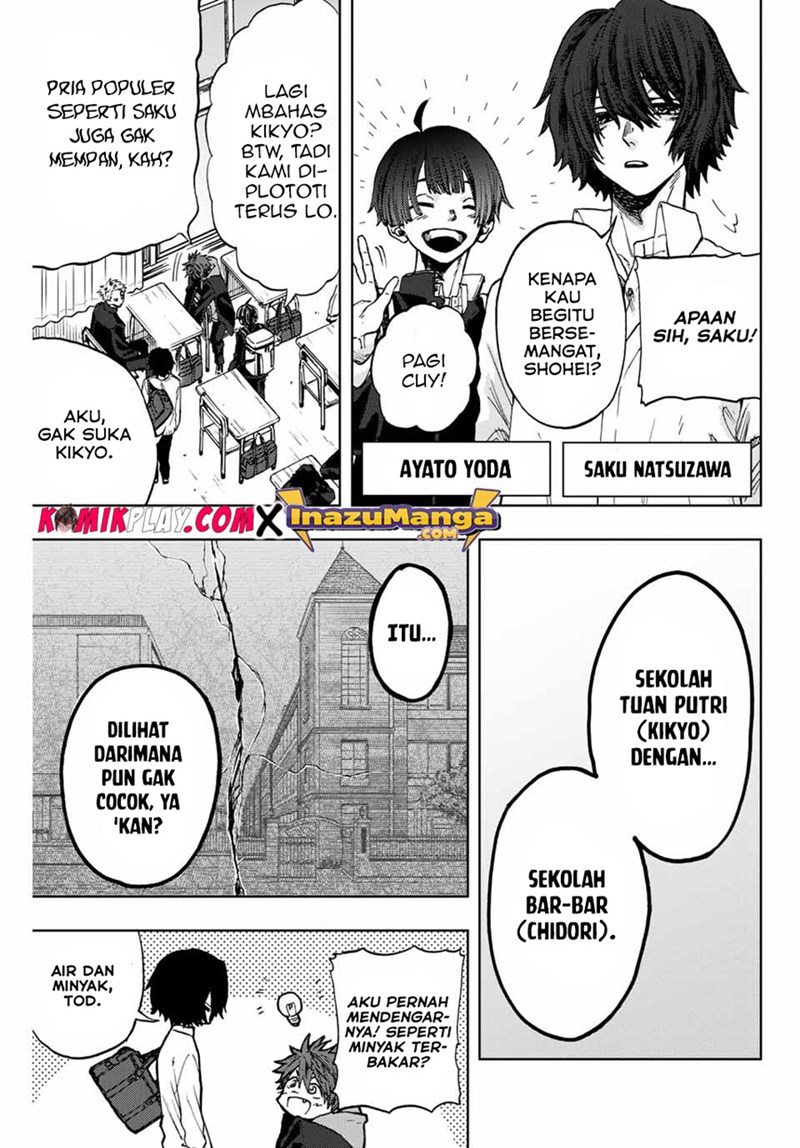 APAAN
SIH, SAKU!
KENAPA
KAU
BEGITU
BERSE-
MANGAT,
SHOHEI?
PAGI
CUY!
SAKU NATSUZAWA
AYATO YODA
LAGI
MBAHAS
KIKYO?
BTW, TADI
KAMI DI-
PLOTOTI
TERUS LO.
PRIA POPULER
SEPERTI SAKU
JUGA GAK
MEMPAN, KAH?
AKU,
GAK SUKA
KIKYO.
KOMIKPLAY.COM X INAZUMANGA
.COM
SEKOLAH
TUAN PUTRI
(KIKYO)
DENGAN...
SEKOLAH
BAR-BAR
(CHIDORI).
ITU...
DILIHAT
DARIMANA
PUN GAK
COCOK, YA
'KAN?
AKU PERNAH
MENDENGAR-
NYA! SEPERTI
MINYAK TER-
BAKAR?
AIR DAN
MINYAK,
TOD.